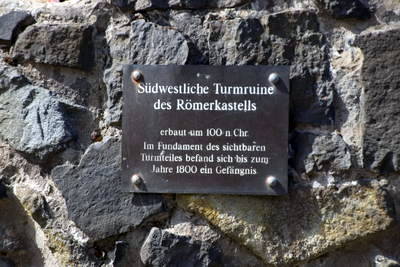 Südwestliche Turmruine
des Römerkastells
erbaut um 100 n. Chr.
Im Fundament des sichtbaren
Turmteiles befand sich bis zum
Jahre 1800 ein Gefängnis